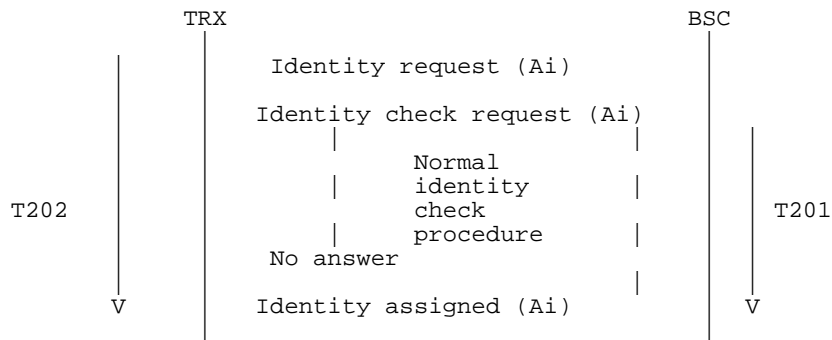 TRX BSC
Identity request (Ai)
Identity check request (Ai)
Normal
identity
T202 check T201
procedure
No answer
V Identity assigned (Ai) V